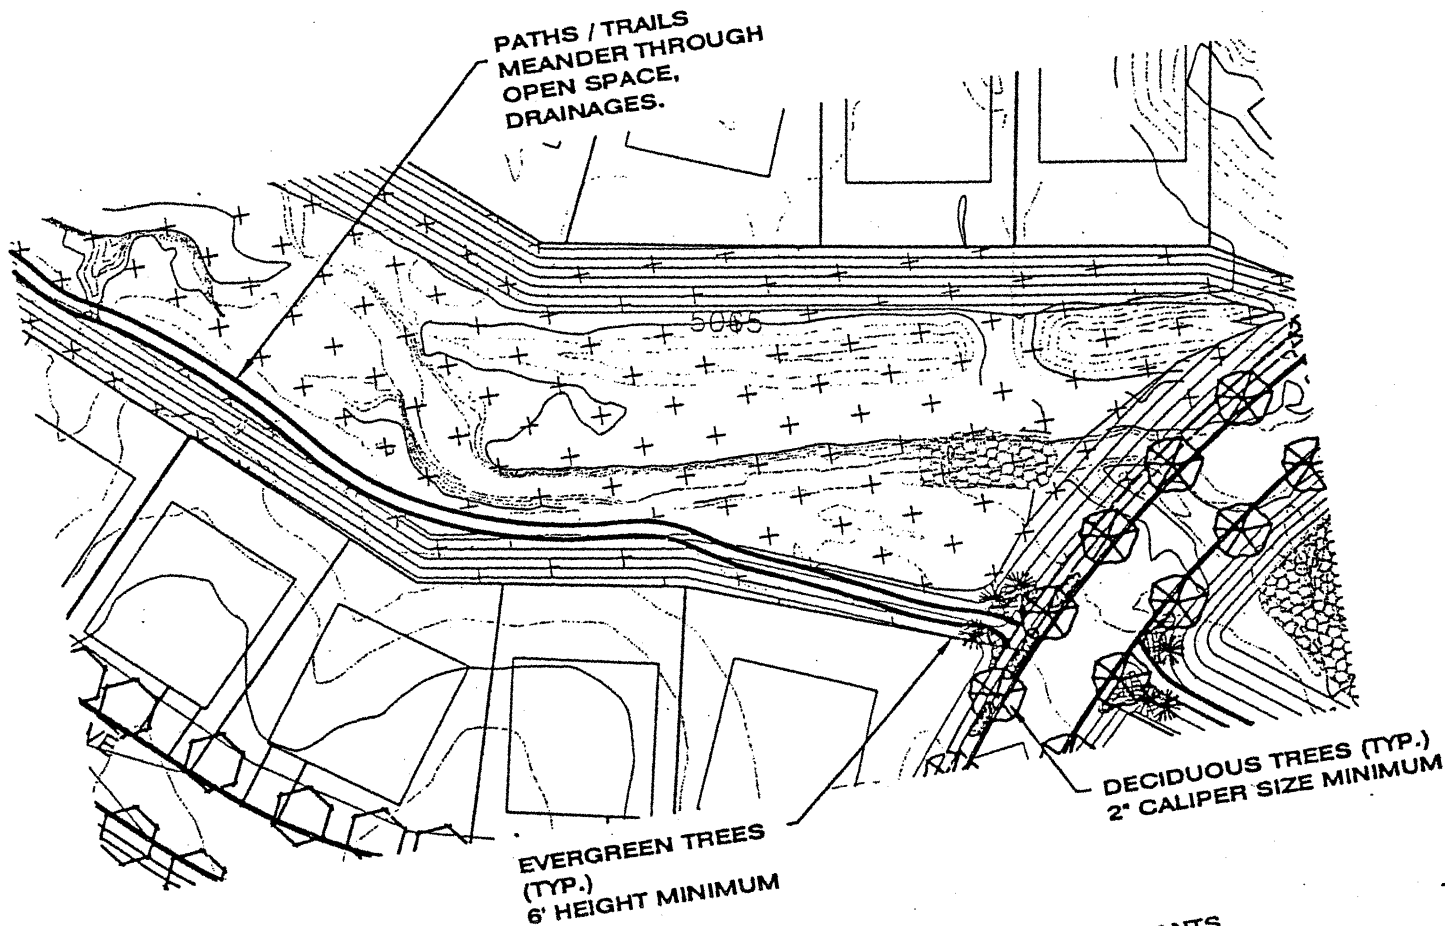 PATHS / TRAILS
MEANDER THROUGH
OPEN SPACE,
DRAINAGES.
5065
DECIDUOUS TREES (TYP.)
2" CALIPER SIZE MINIMUM
EVERGREEN TREES
(TYP.)
6' HEIGHT MINIMUM